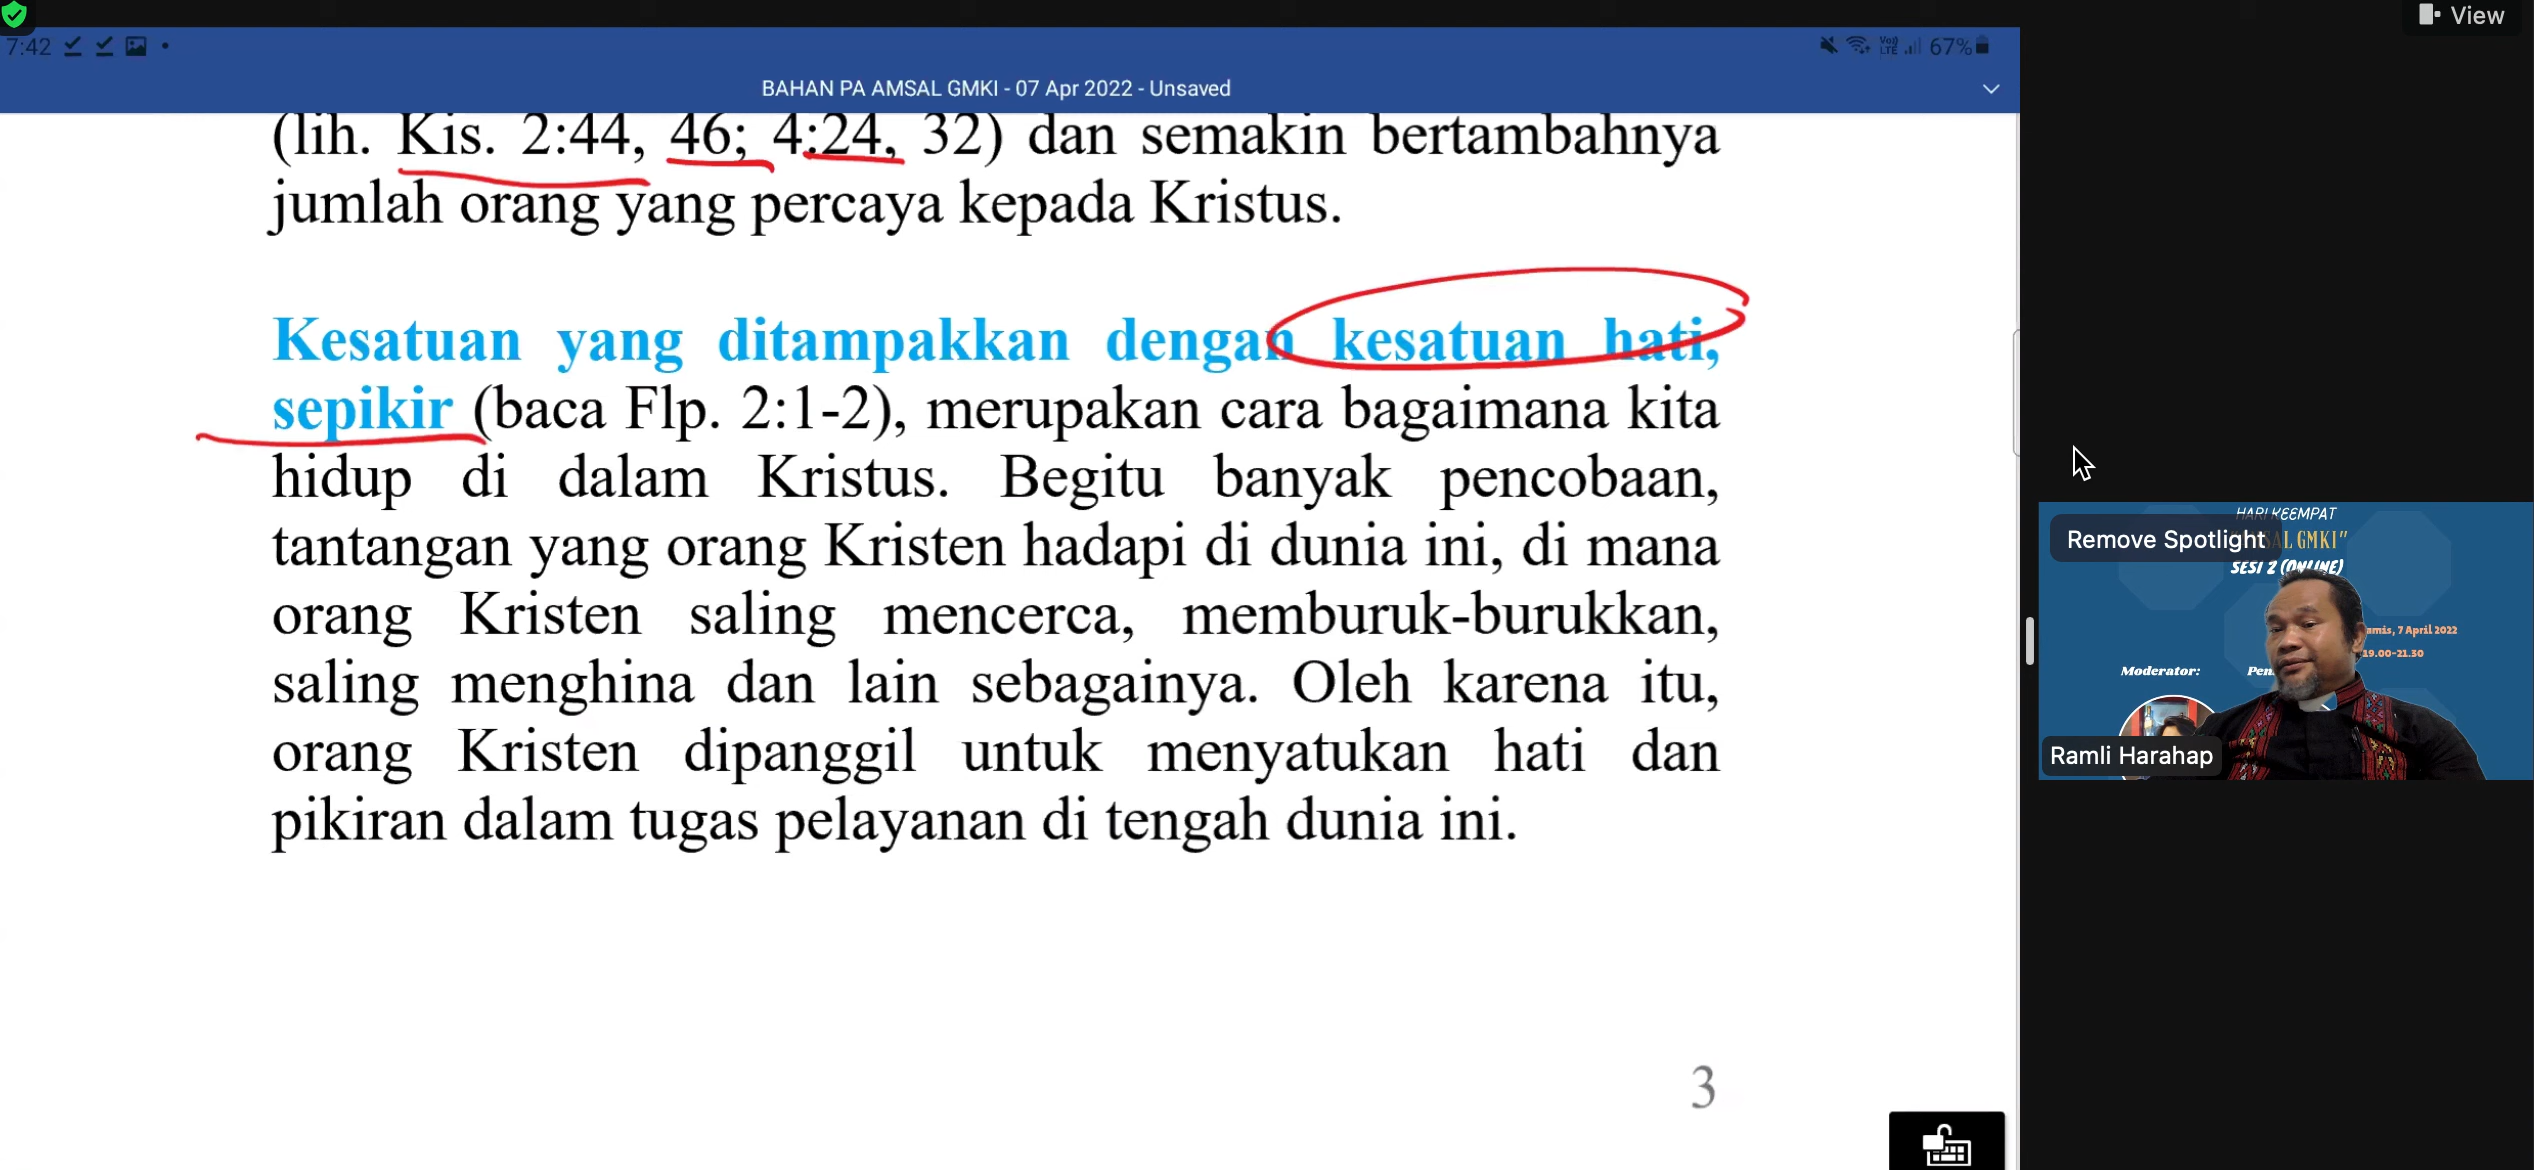 View
7:42
67%
BAHAN PA AMSAL GMKI - 07 Apr 2022 - Unsaved
(lih. Kis. 2:44, 46; 4:24, 32) dan semakin bertambahnya
jumlah orang yang percaya kepada Kristus.
Kesatuan yang ditampakkan dengan kesatuan hati,
sepikir (baca Flp. 2:1-2), merupakan cara bagaimana kita
hidup di dalam Kristus. Begitu banyak pencobaan,
tantangan yang orang Kristen hadapi di dunia ini, di mana
orang Kristen saling mencerca, memburuk-burukkan,
saling menghina dan lain sebagainya. Oleh karena itu,
orang Kristen dipanggil untuk menyatukan hati dan
pikiran dalam tugas pelayanan di tengah dunia ini.
3
HARI KEEMPAT
Remove Spotlight
GMKI"
SESI 2 (ONLINE)
7 April 2022
19.00-21.30
Moderator:
Ramli Harahap